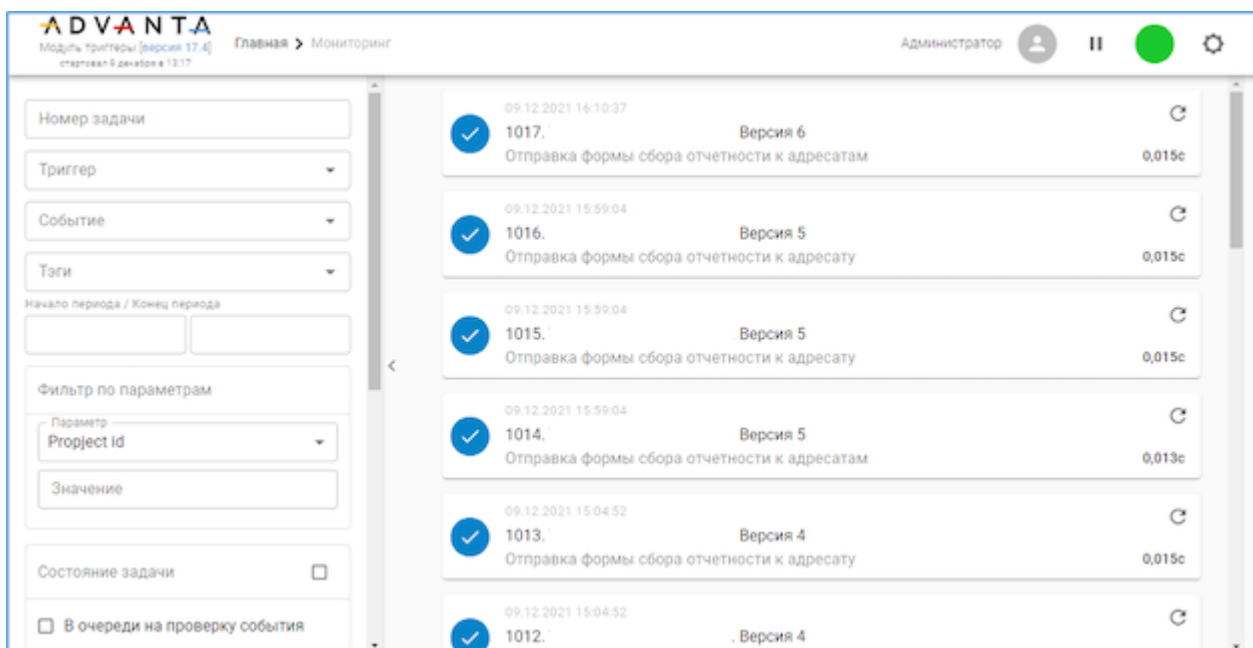 ADVANTA
Модуль триггеры [версия 17.4]
стартовал 9 декабря в 13:17
Главная > Мониторинг
Администратор
Номер задачи
Триггер
Событие
Тэги
Начало периода / Конец периода
Фильтр по параметрам
Параметр
Propject id
Значение
Состояние задачи
В очереди на проверку события
09.12.2021 16:10:37
1017. Версия 6
Отправка формы сбора отчетности к адресатам
0,015с
09.12.2021 15:59:04
1016. Версия 5
Отправка формы сбора отчетности к адресату
0,015с
09.12.2021 15:59:04
1015. Версия 5
Отправка формы сбора отчетности к адресату
0,015с
09.12.2021 15:59:04
1014. Версия 5
Отправка формы сбора отчетности к адресатам
0,013с
09.12.2021 15:04:52
1013. Версия 4
Отправка формы сбора отчетности к адресату
0,015с
09.12.2021 15:04:52
1012. . Версия 4